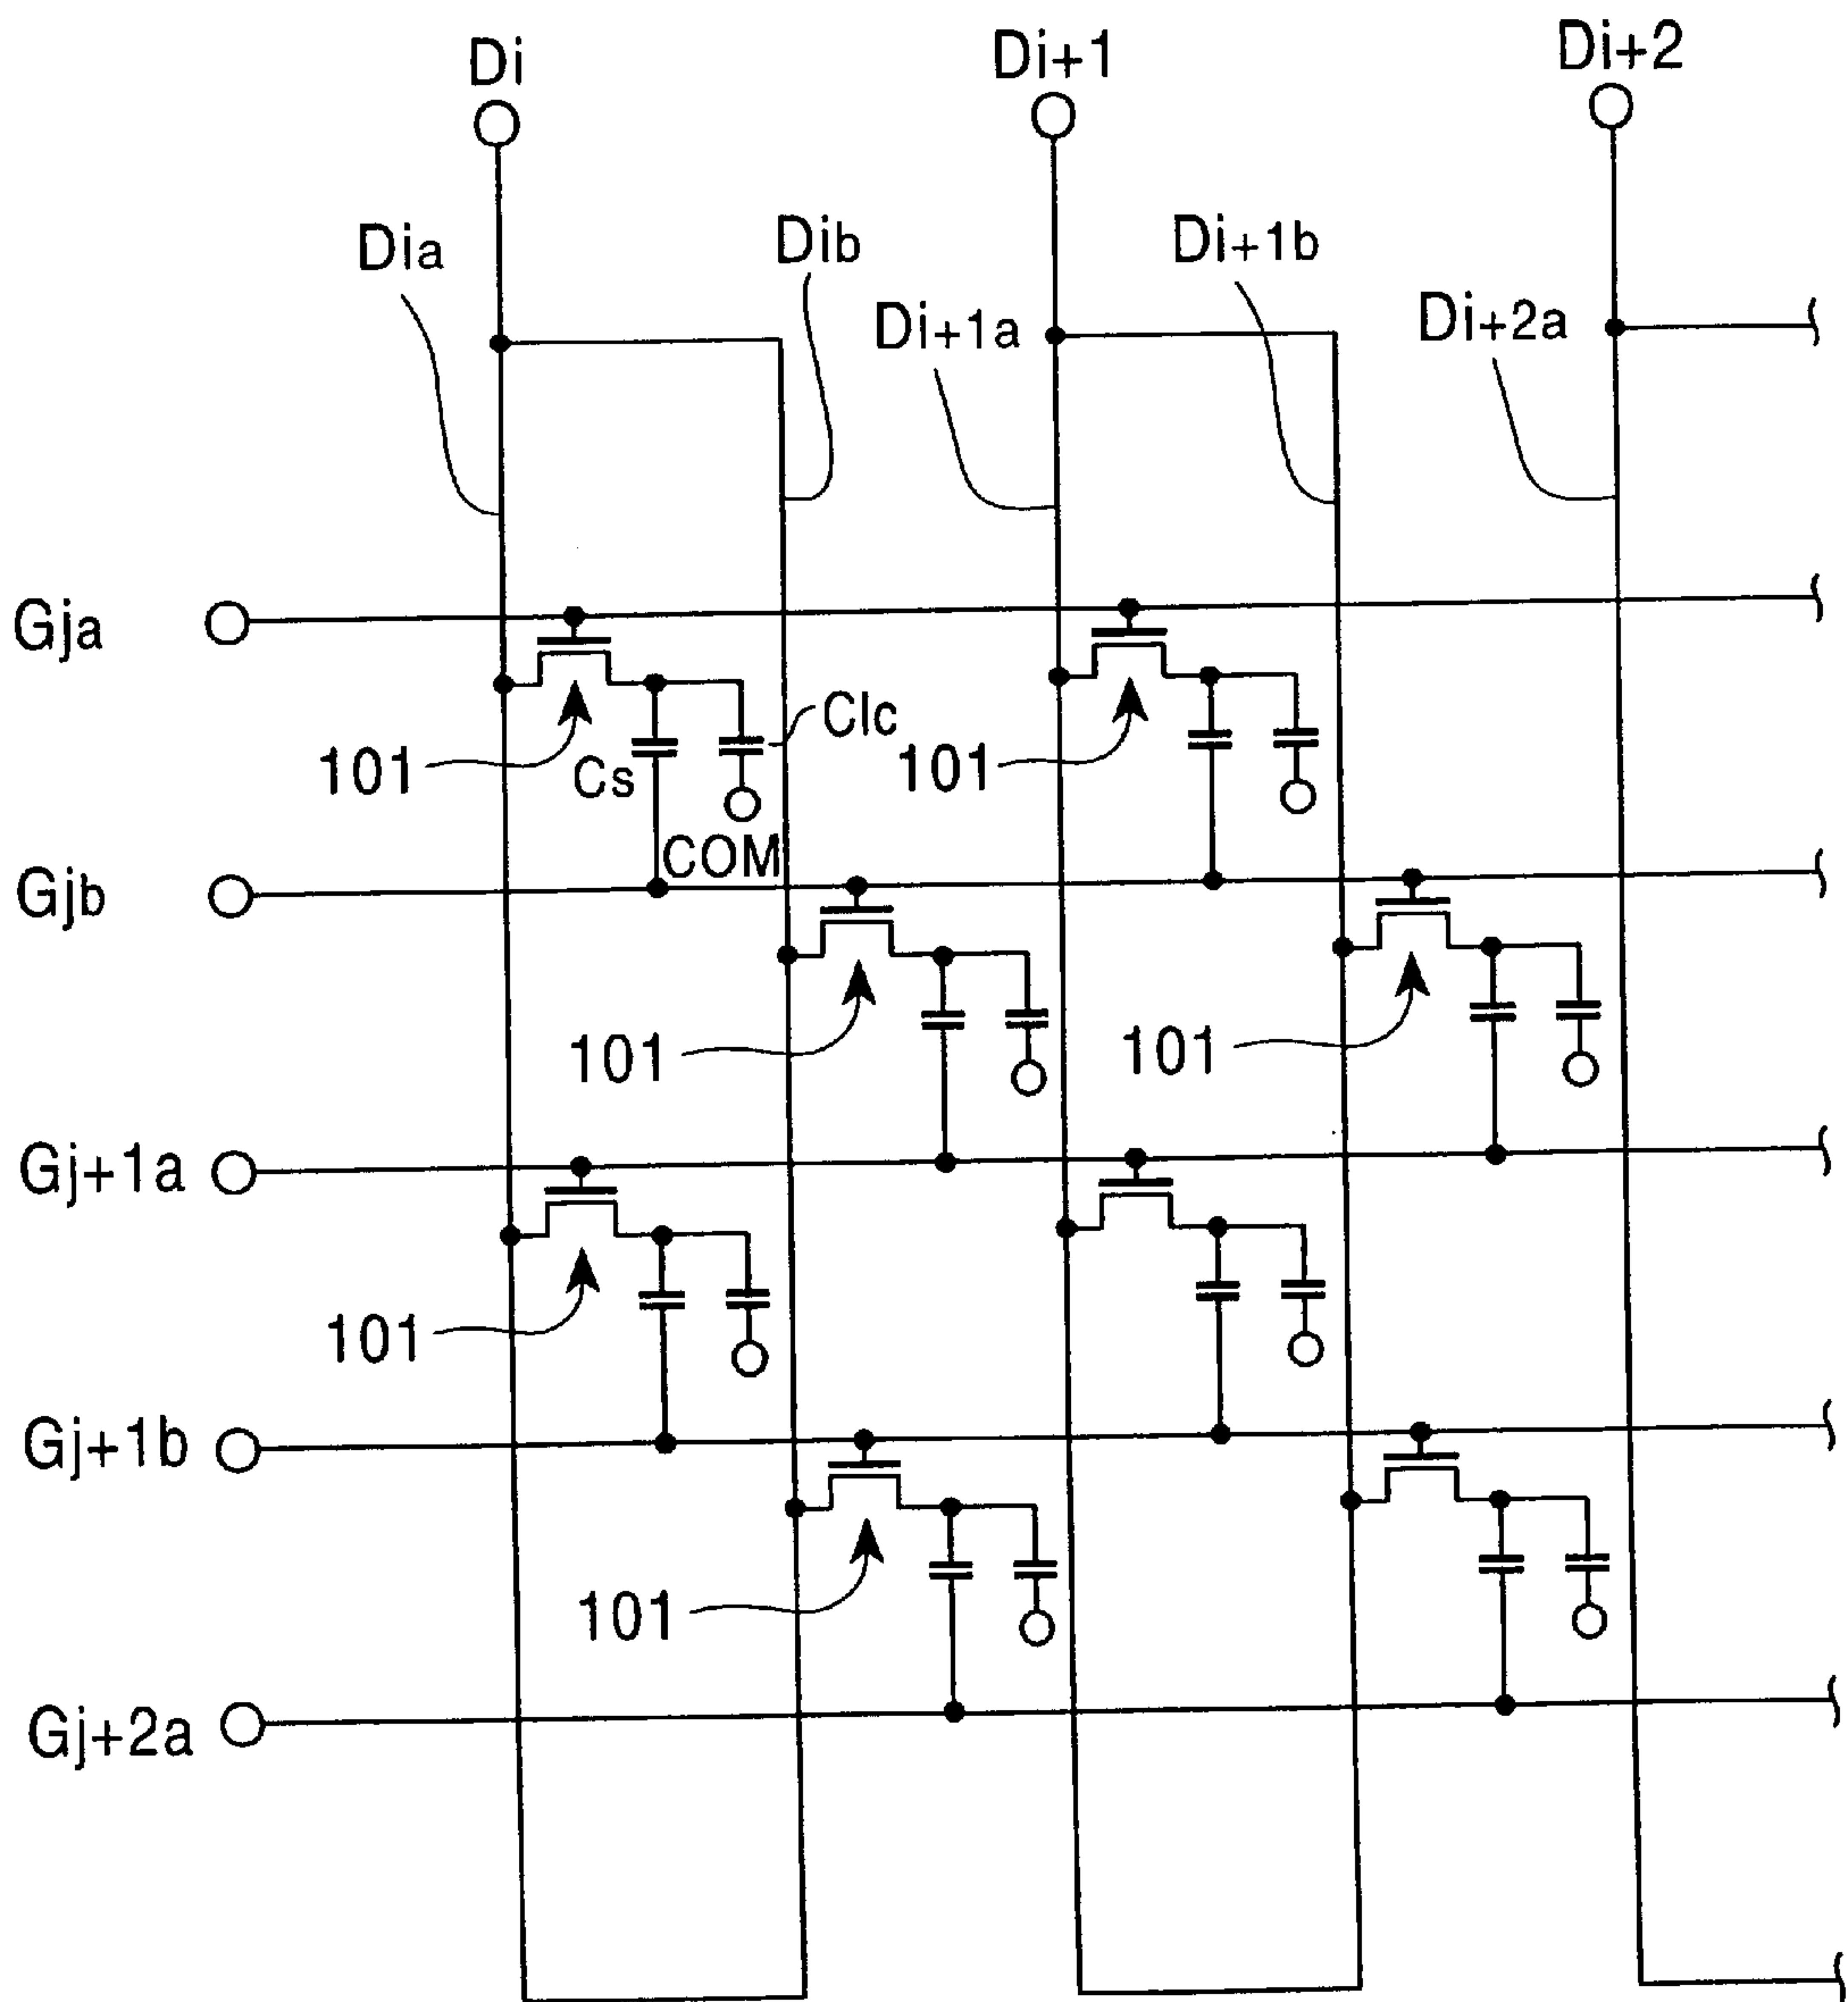 Di
Di+1
Di+2
Dia
Dib
Di+1b
Di+1a
Di+2a
Gja
Clc
101
Cs
101
COM
Gjb
101
101
Gj+1a
101
Gj+1b
101
Gj+2a